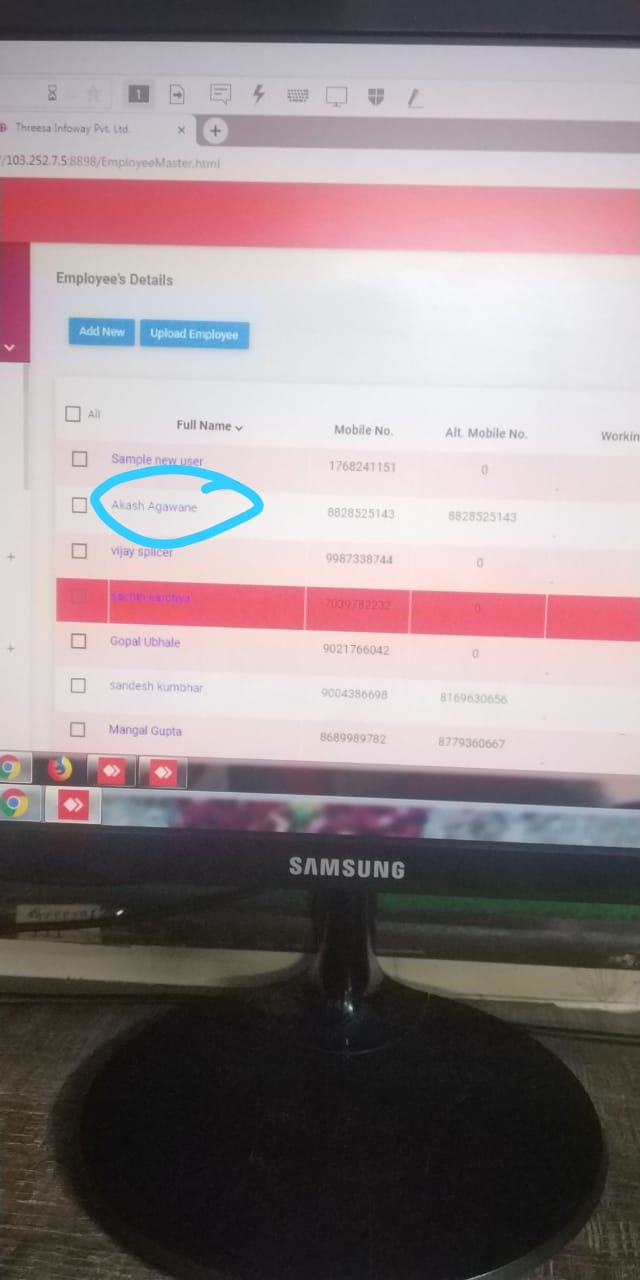 1
Threesa Infoway Pvt. Ltd. × +
/103.252.7.5:8898/EmployeeMaster.html
Employee's Details
Add New Upload Employee
All Full Name Mobile No. Alt. Mobile No. Workin
Sample new user 1768241151 0
Akash Agawane 8828525143 8828525143
vijay splicer 9987338744 0
7039782232 0
Gopal Ubhale 9021766042 0
sandesh kumbhar 9004386698 8169630656
Mangal Gupta 8689989782 8779360667
SAMSUNG